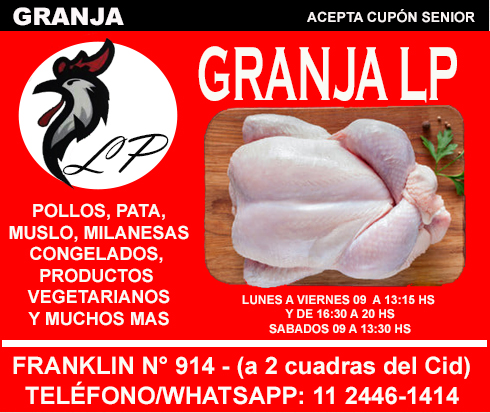 GRANJA
ACEPTA CUPÓN SENIOR
GRANJA LP
LP
POLLOS, PATA,
MUSLO, MILANESAS
CONGELADOS,
PRODUCTOS
VEGETARIANOS
Y MUCHOS MAS
LUNES A VIERNES 09 A 13:15 HS
Y DE 16:30 A 20 HS
SABADOS 09 A 13:30 HS
FRANKLIN N° 914 - (a 2 cuadras del Cid)
TELÉFONO/WHATSAPP: 11 2446-1414